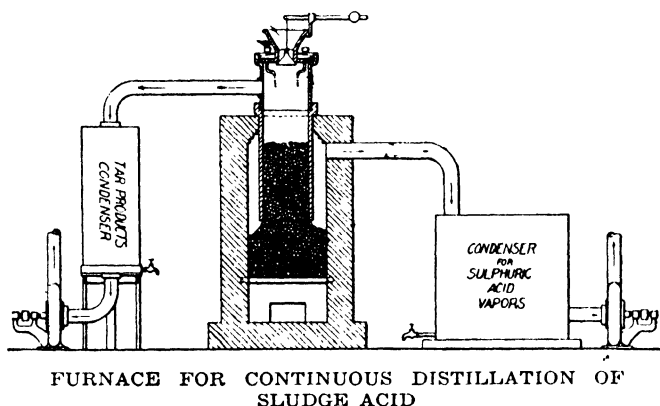 TAR PRODUCTS
CONDENSER
CONDENSER
FOR
SULPHURIC
ACID
VAPORS
FURNACE FOR CONTINUOUS DISTILLATION OF
SLUDGE ACID